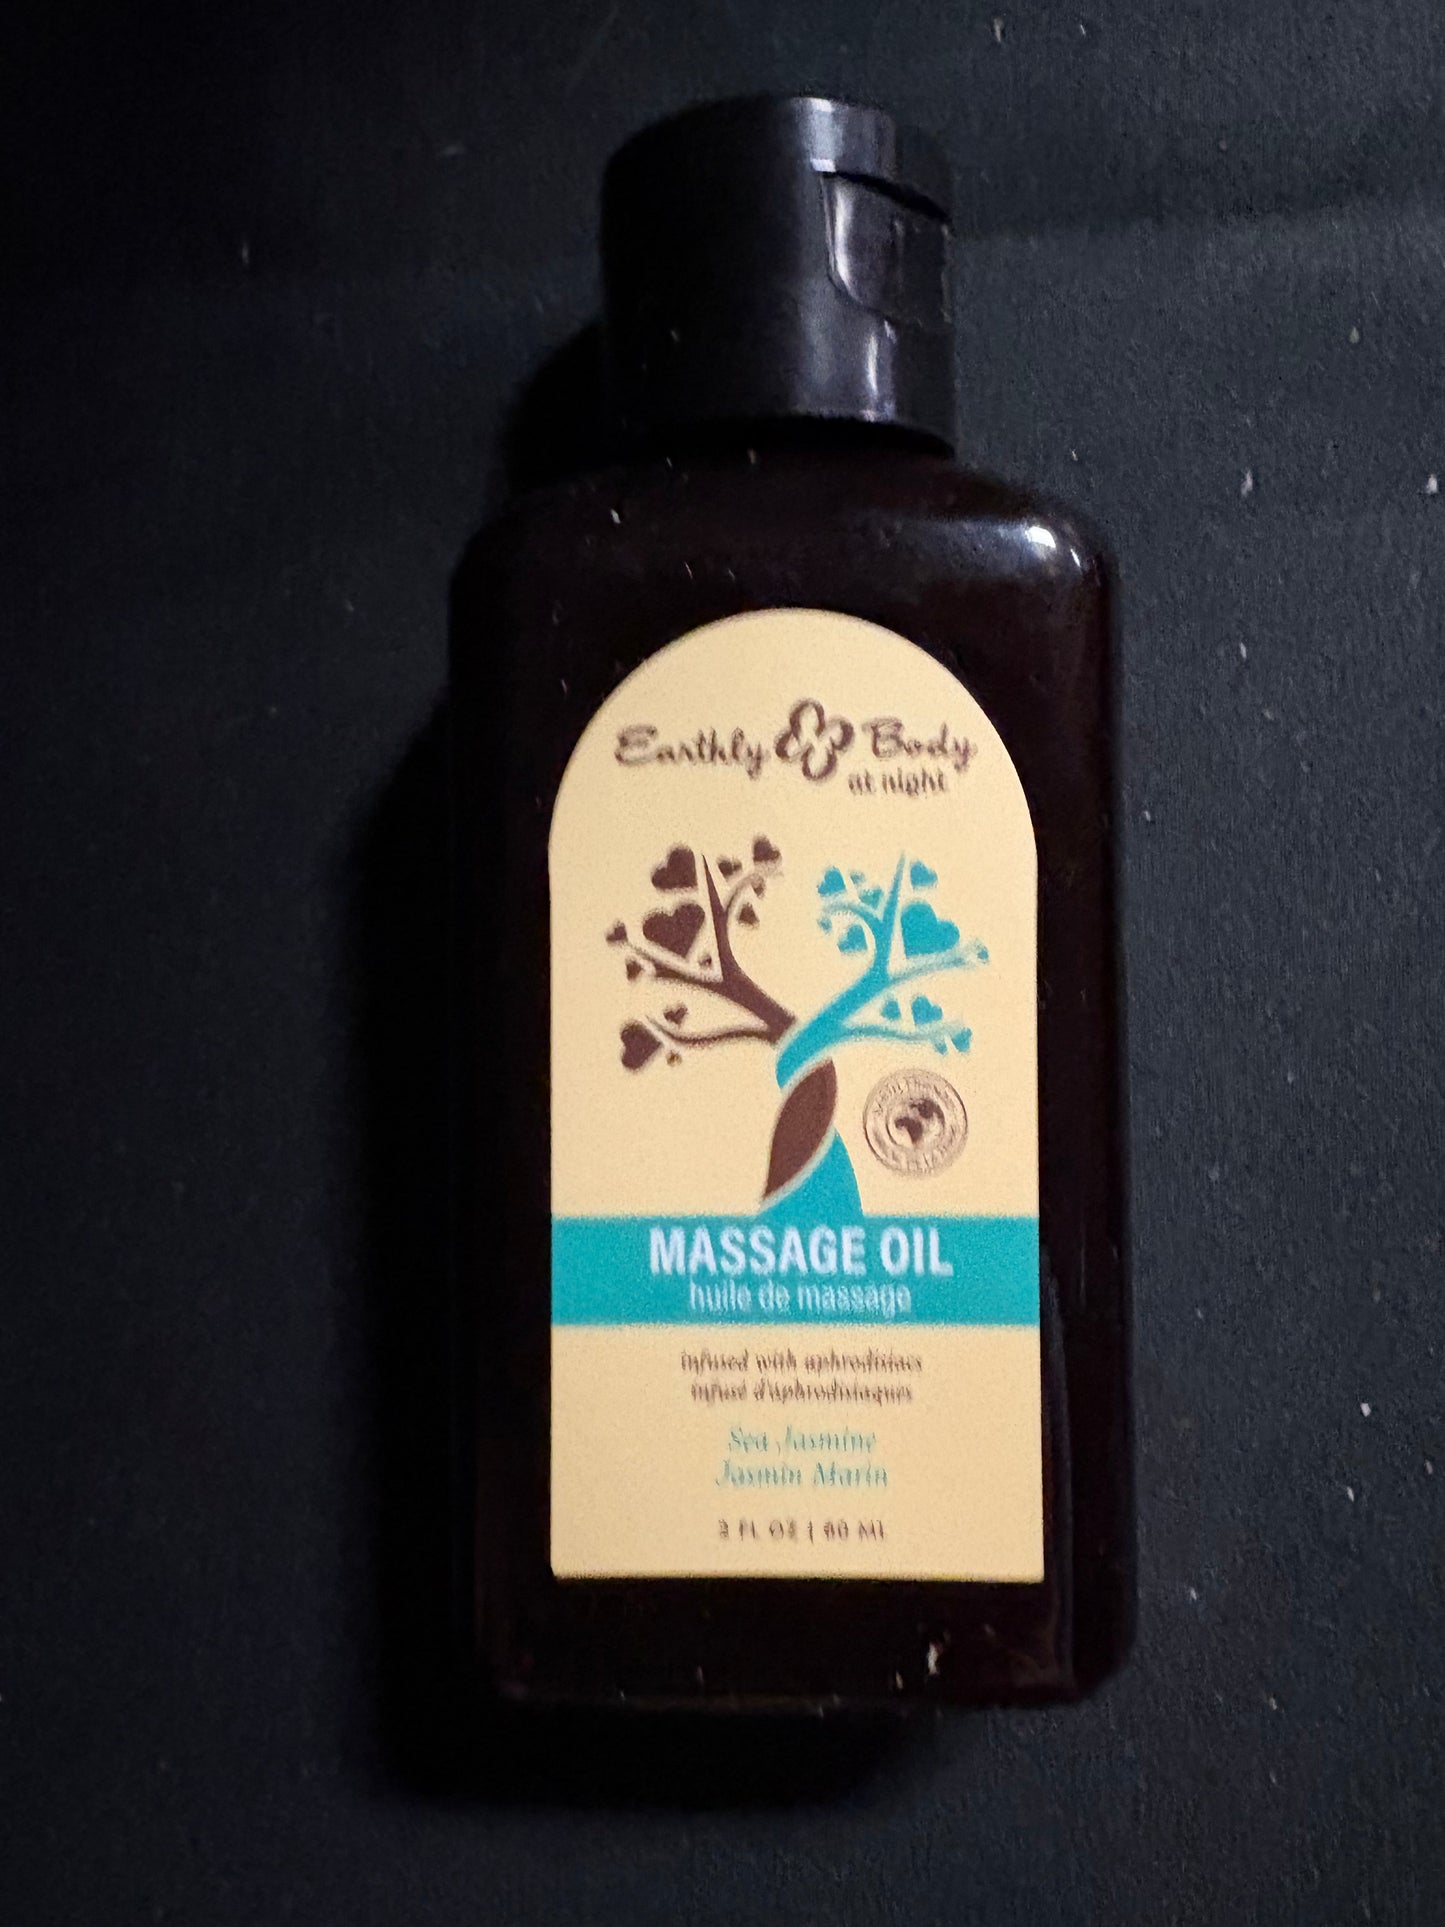 Earthly Body
at night
MASSAGE OIL
huile de massage
infused with aphrodisiacs
infusé d'aphrodisiaques
Sea Jasmine
Jasmin Marin
2 FL OZ | 60 Ml